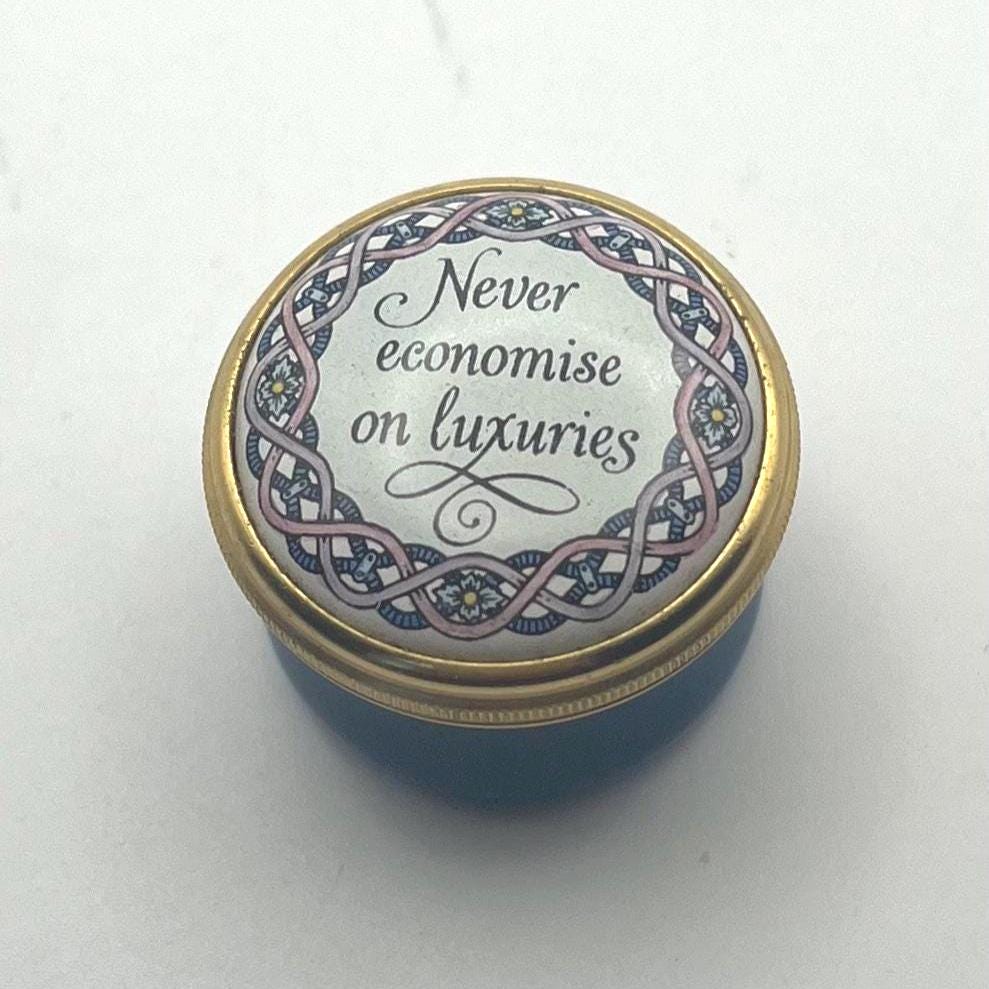 Never
economise
on luxuries